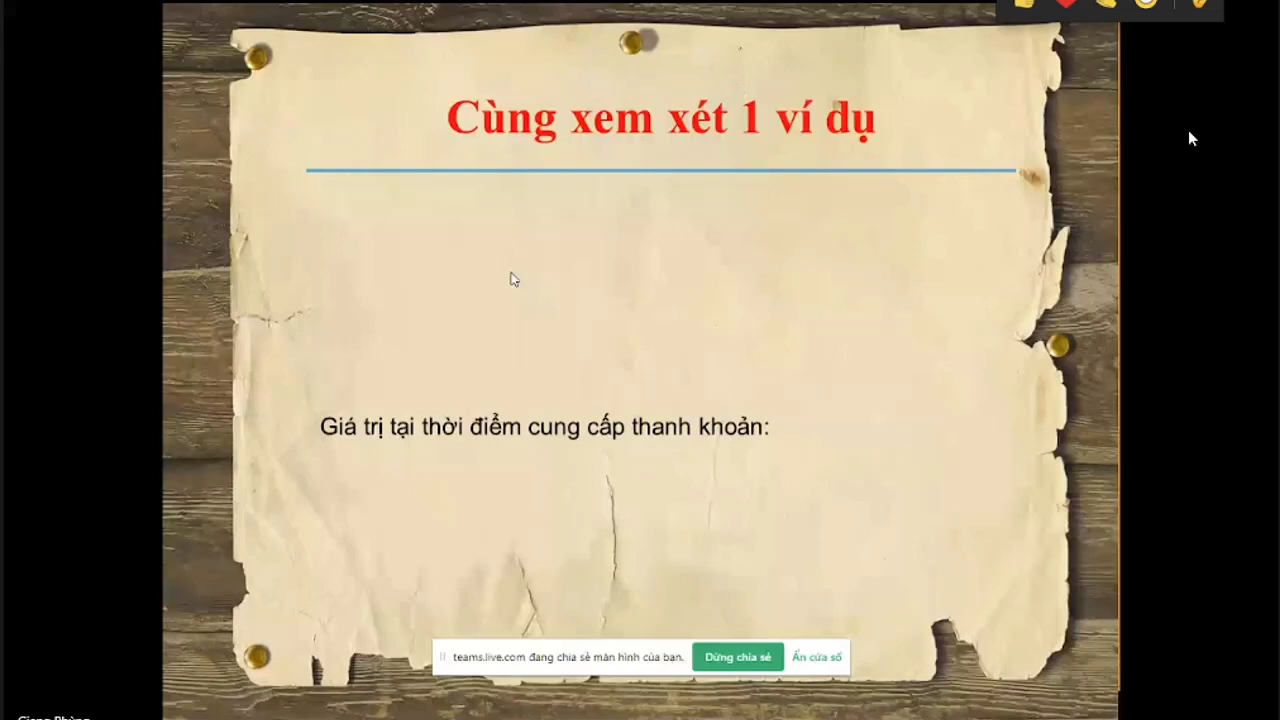 Cùng xem xét 1 ví dụ
Giá trị tại thời điểm cung cấp thanh khoản:
teams.live.com đang chia sẻ màn hình của bạn. Dừng chia sẻ Ẩn cửa sổ